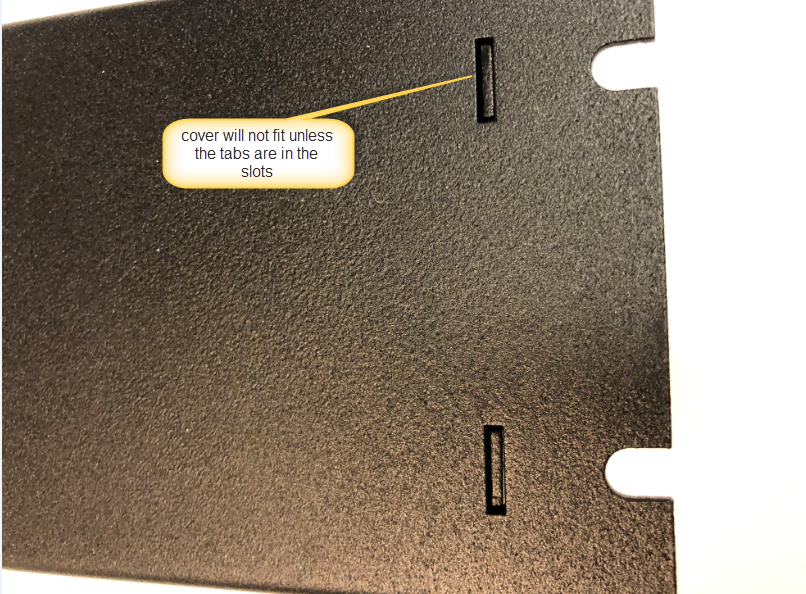 cover will not fit unless
the tabs are in the
slots